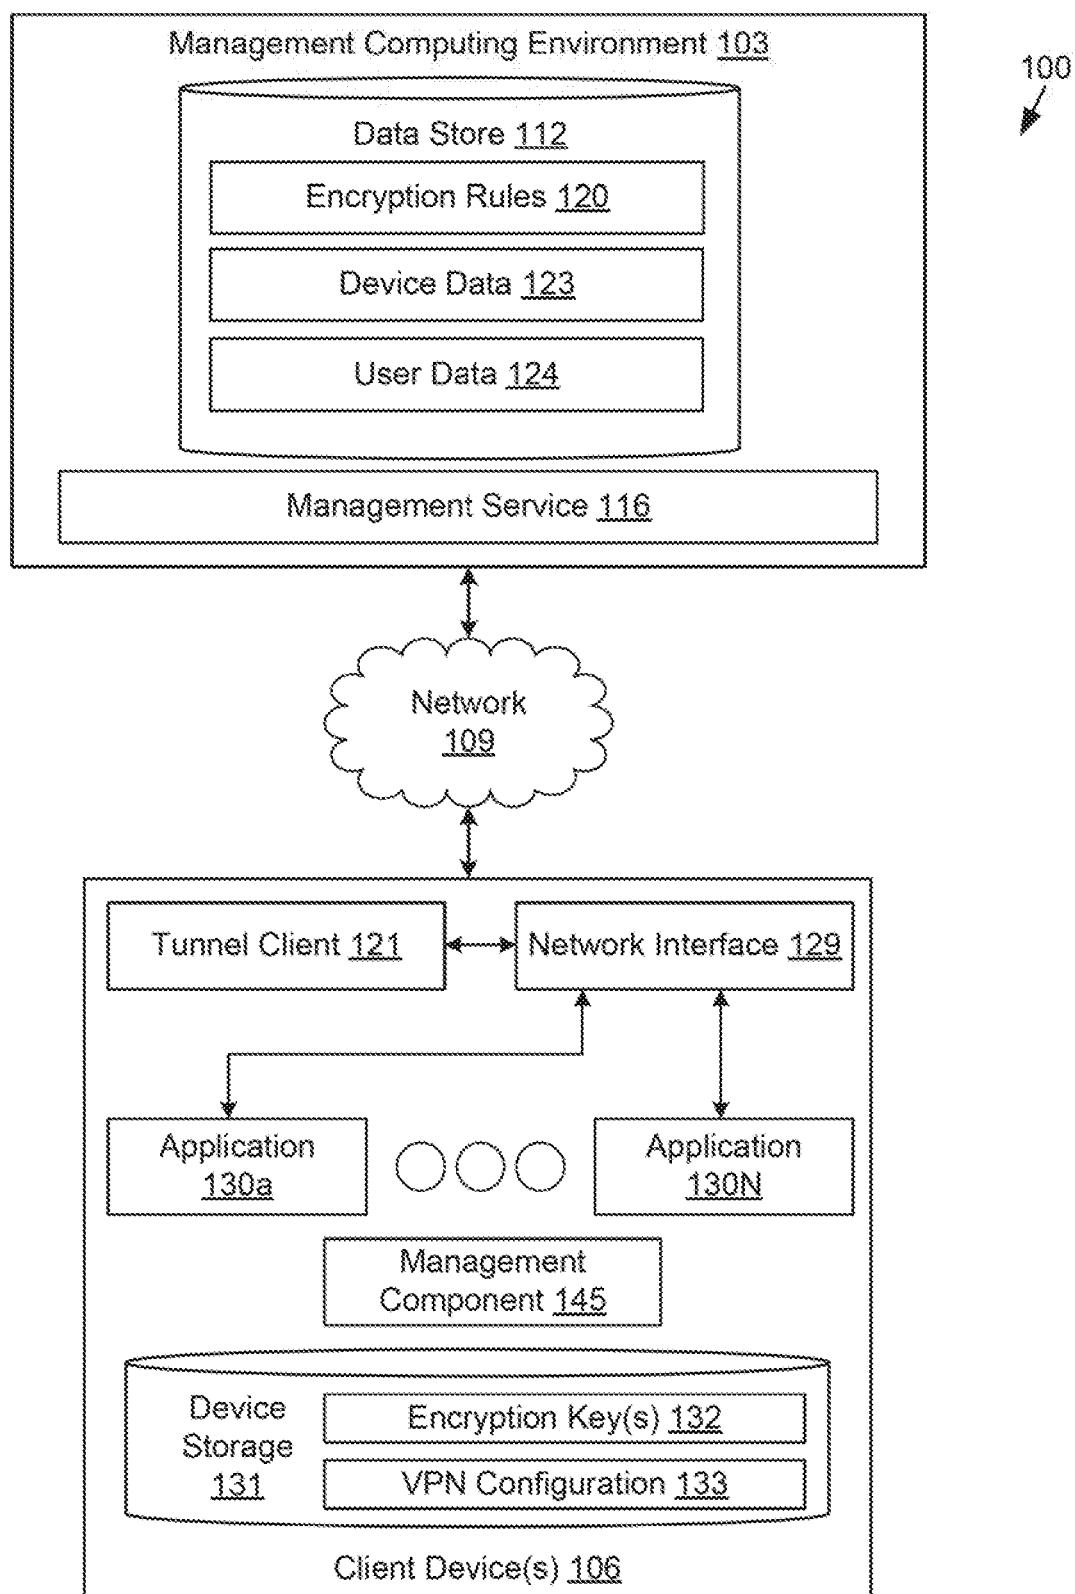 Management Computing Environment 103
100
Data Store 112
Encryption Rules 120
Device Data 123
User Data 124
Management Service 116
Network
109
Tunnel Client 121
Network Interface 129
Application
130a
Application
130N
Management
Component 145
Device
Storage
131
Encryption Key(s) 132
VPN Configuration 133
Client Device(s) 106